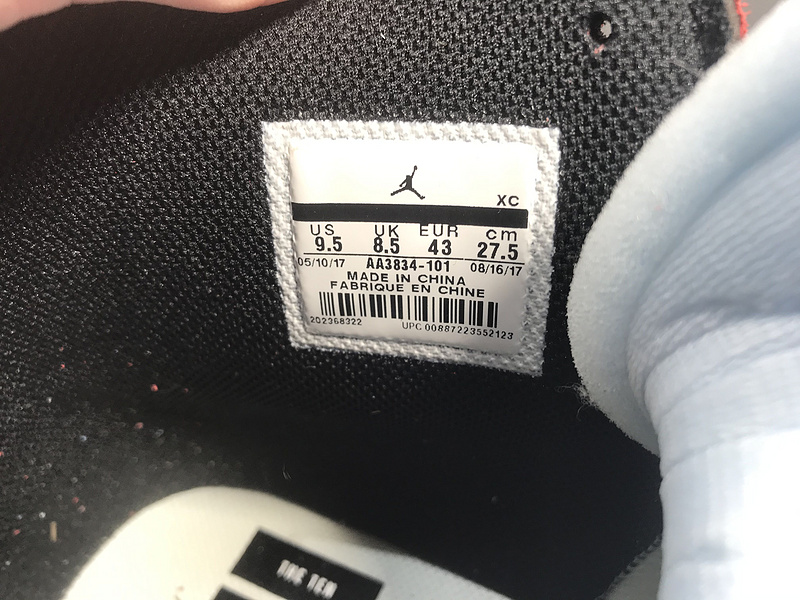 XC
US UK EUR cm
9.5 8.5 43 27.5
05/10/17 AA3834-101 08/16/17
MADE IN CHINA
FABRIQUE EN CHINE
202368322 UPC 00887223552123
THE TEN